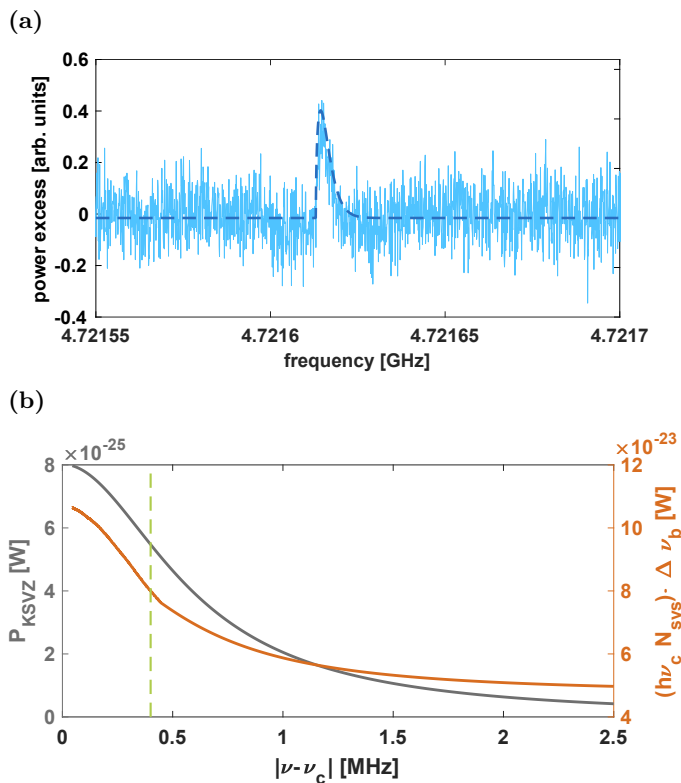 (a)
power excess [arb. units]
0.6
0.4
0.2
0
-0.2
-0.4
4.72155 4.7216 4.72165 4.7217
frequency [GHz]
(b)
×10⁻²⁵ ×10⁻²³
P_KSVZ [W]
8
6
4
2
0
12
10
8
6
4
(hν_c N_svs)· Δ ν_b [W]
0 0.5 1 1.5 2 2.5
|ν-ν_c| [MHz]